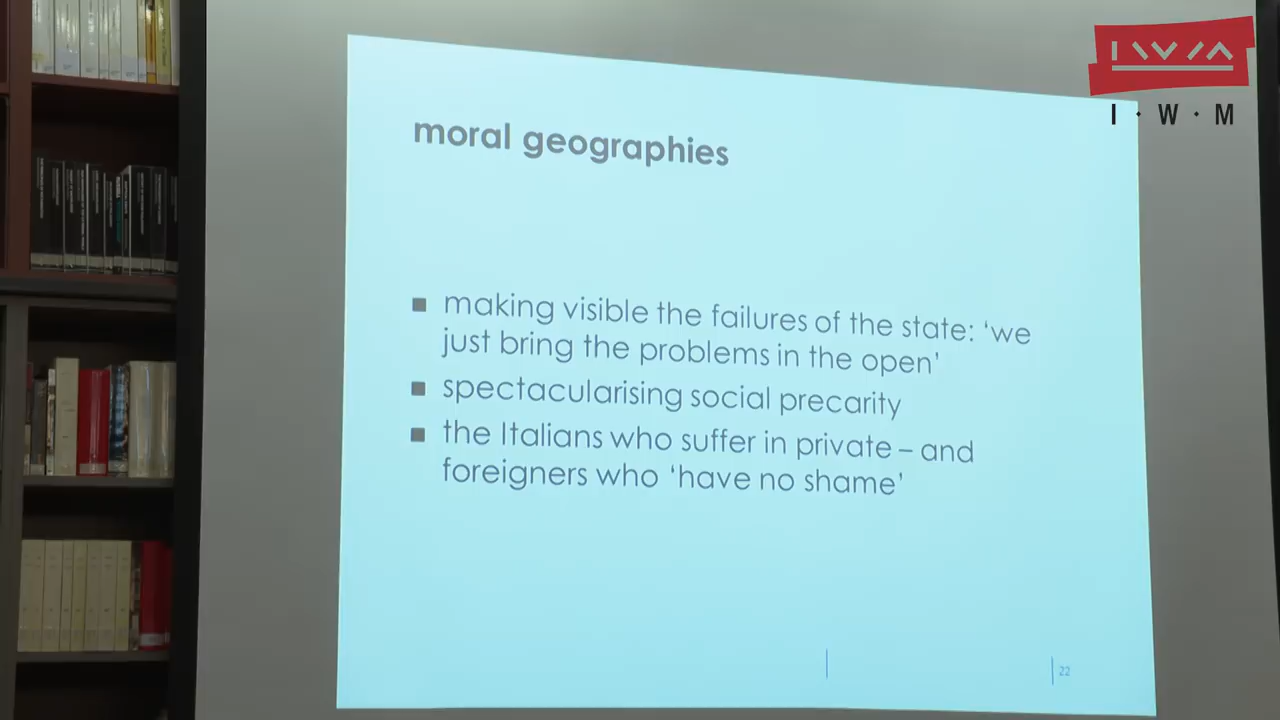 I · W · M
moral geographies
making visible the failures of the state: ‘we
just bring the problems in the open’
spectacularising social precarity
the Italians who suffer in private – and
foreigners who ‘have no shame’
22